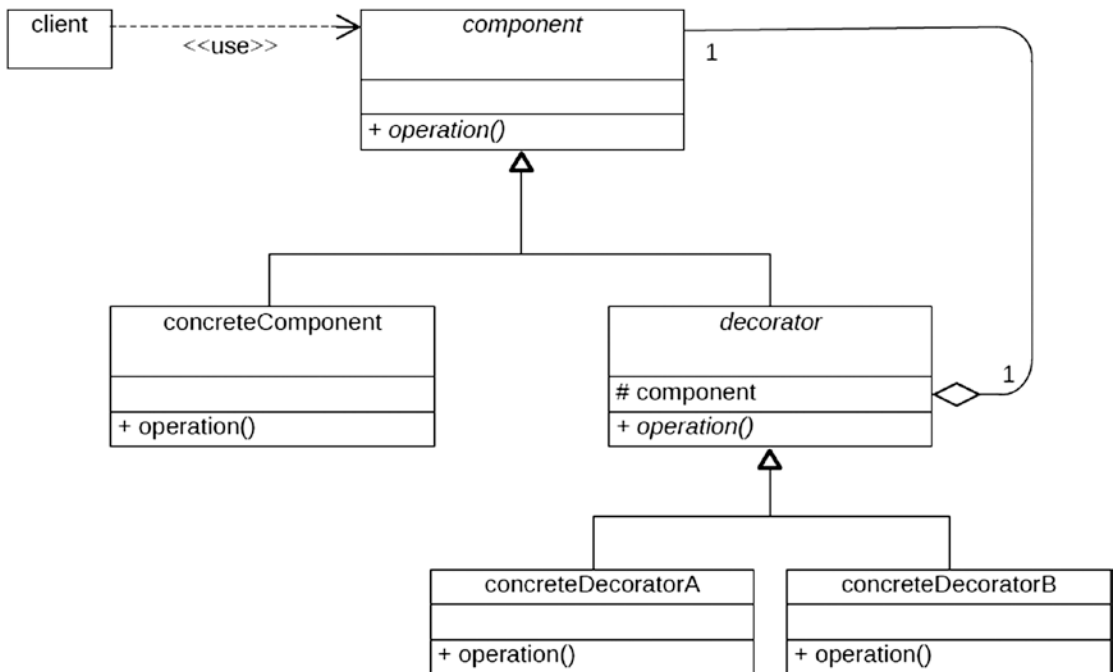 client
<<use>>
component
1
+ operation()
concreteComponent
+ operation()
decorator
# component
1
+ operation()
concreteDecoratorA
+ operation()
concreteDecoratorB
+ operation()